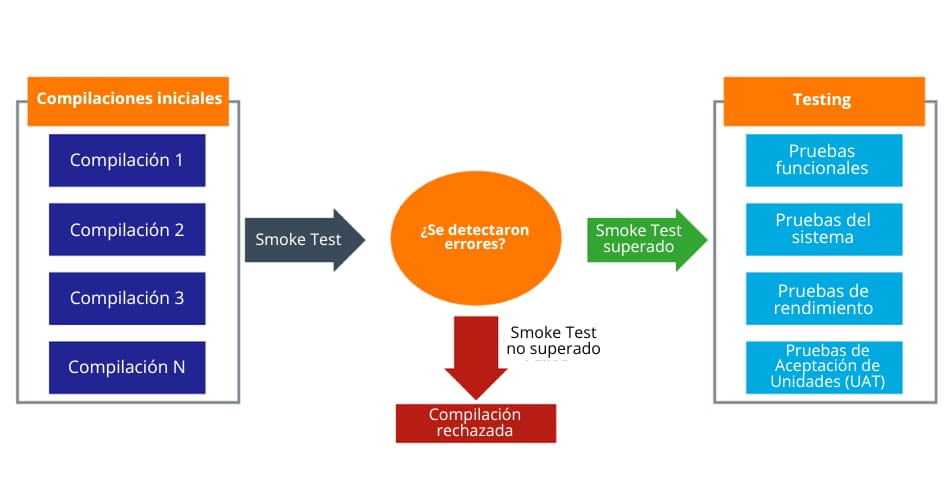 Compilaciones iniciales
Compilación 1
Compilación 2
Compilación 3
Compilación N
Smoke Test
¿Se detectaron
errores?
Smoke Test
no superado
Compilación
rechazada
Smoke Test
superado
Testing
Pruebas
funcionales
Pruebas del
sistema
Pruebas de
rendimiento
Pruebas de
Aceptación de
Unidades (UAT)